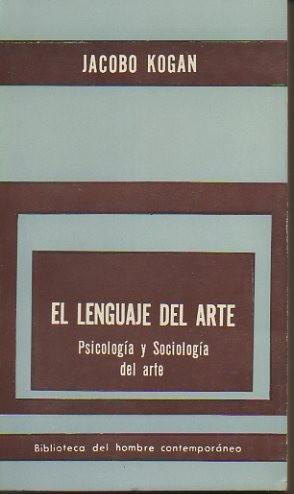 JACOBO KOGAN
EL LENGUAJE DEL ARTE
Psicología y Sociología
del arte
Biblioteca del hombre contemporáneo